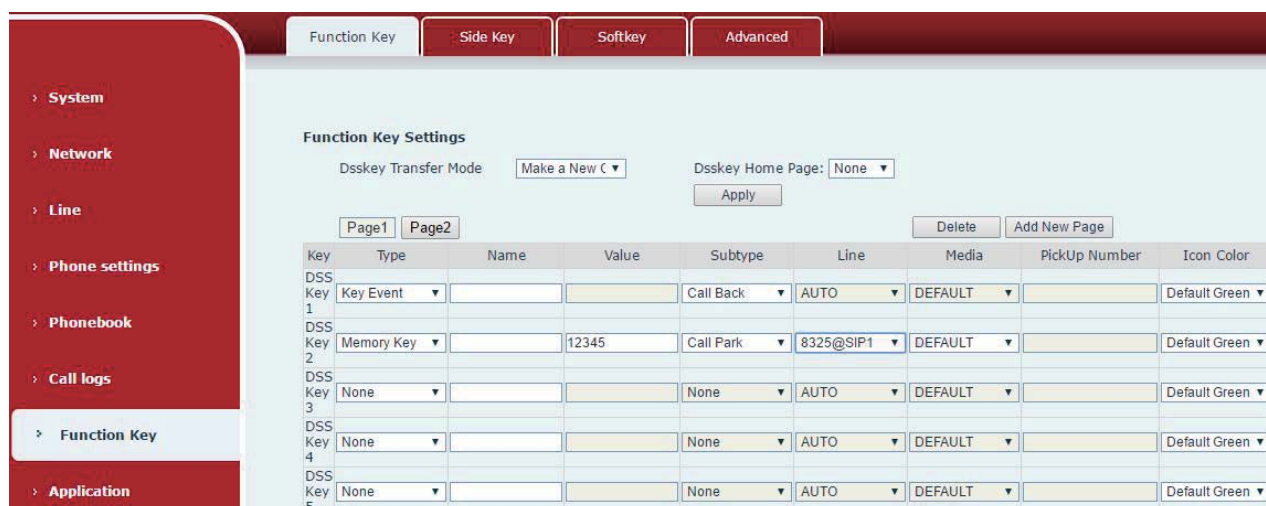 Function Key Side Key Softkey Advanced
› System
› Network
› Line
› Phone settings
› Phonebook
› Call logs
› Function Key
› Application
Function Key Settings
Dsskey Transfer Mode Make a New C Dsskey Home Page: None
Apply
Page1 Page2 Delete Add New Page
Key Type Name Value Subtype Line Media PickUp Number Icon Color
DSS Key 1 Key Event Call Back AUTO DEFAULT Default Green
DSS Key 2 Memory Key 12345 Call Park 8325@SIP1 DEFAULT Default Green
DSS Key 3 None None AUTO DEFAULT Default Green
DSS Key 4 None None AUTO DEFAULT Default Green
DSS Key None None AUTO DEFAULT Default Green